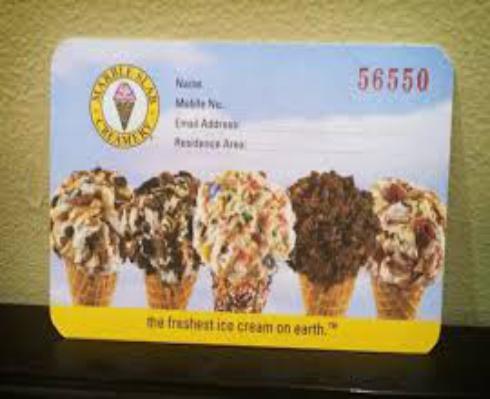 MARBLE SLAB
CREAMERY
56550
Name
Mobile No.
Email Address:
Residence Area:
the freshest ice cream on earth.™